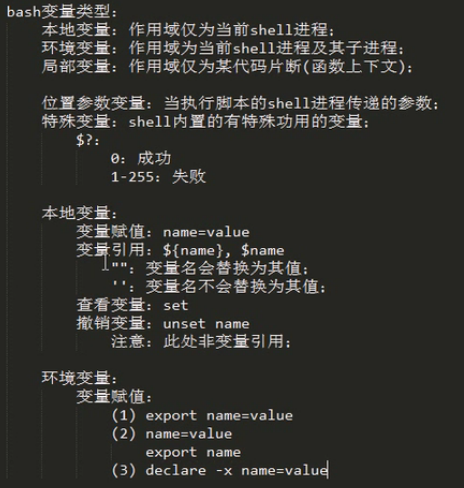 bash变量类型：
本地变量：作用域仅为当前shell进程；
环境变量：作用域为当前shell进程及其子进程；
局部变量：作用域仅为某代码片断(函数上下文)；
位置参数变量：当执行脚本的shell进程传递的参数；
特殊变量：shell内置的有特殊功用的变量；
$?：
0：成功
1-255：失败
本地变量：
变量赋值：name=value
变量引用：${name}, $name
""：变量名会替换为其值；
''：变量名不会替换为其值；
查看变量：set
撤销变量：unset name
注意：此处非变量引用；
环境变量：
变量赋值：
(1) export name=value
(2) name=value
export name
(3) declare -x name=value